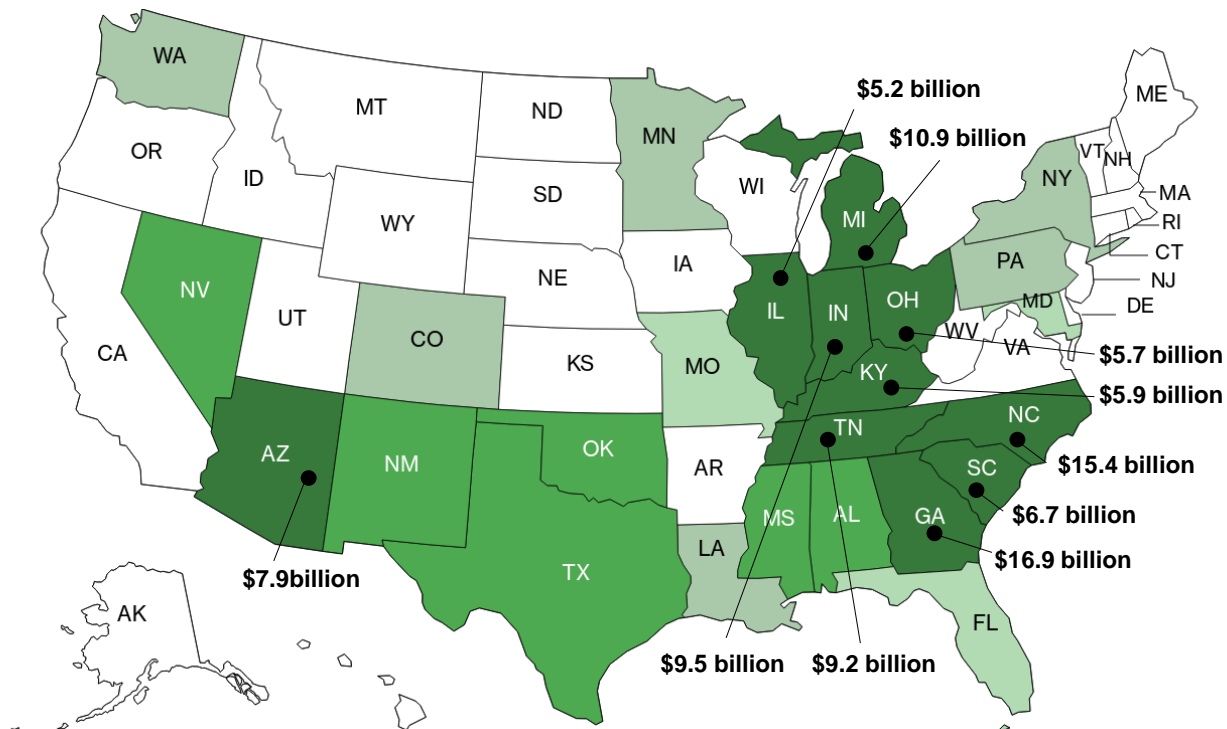 WA
MT
ND
MN
$5.2 billion
ME
OR
ID
SD
WI
$10.9 billion
VT
NH
NY
MA
WY
MI
RI
IA
PA
CT
NE
NJ
NV
UT
CO
IL
IN
OH
MD
DE
WV
VA
CA
KS
MO
KY
$5.7 billion
$5.9 billion
AZ
NM
OK
AR
TN
NC
$15.4 billion
SC
MS
AL
GA
$6.7 billion
LA
$16.9 billion
TX
$7.9billion
AK
FL
$9.5 billion
$9.2 billion